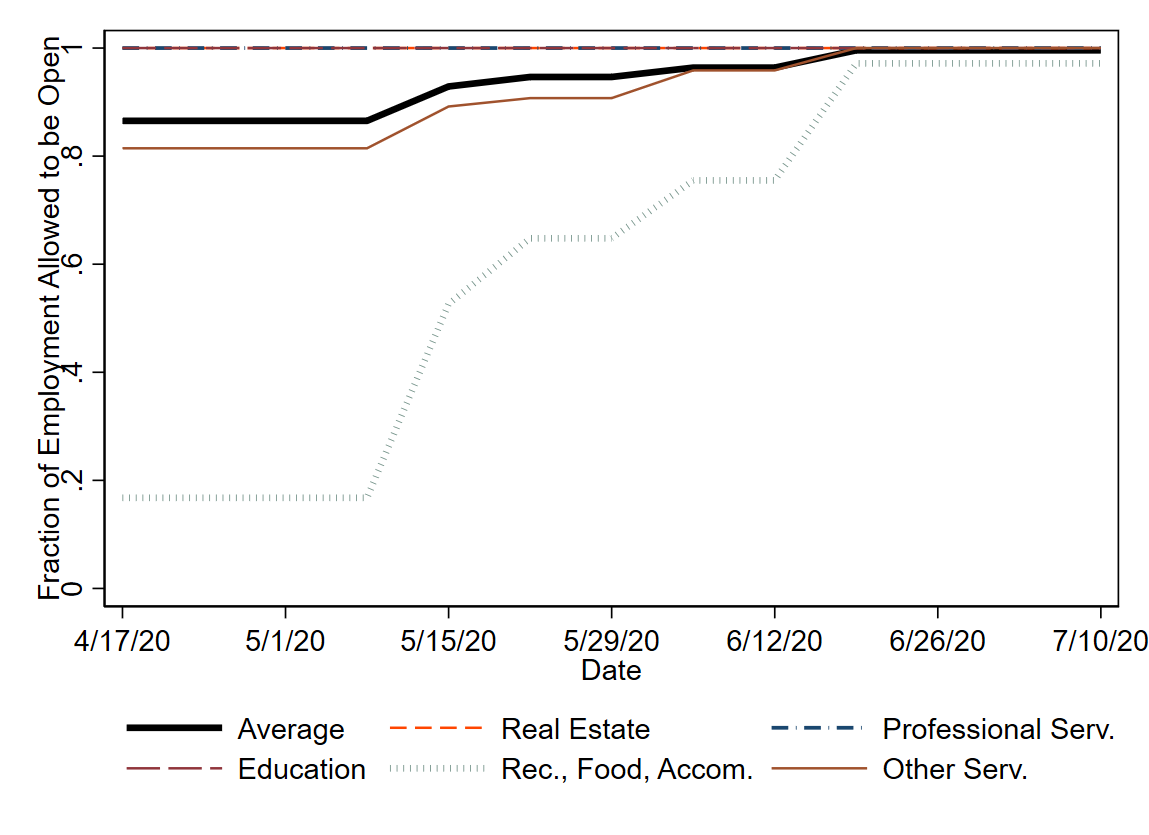 Fraction of Employment Allowed to be Open
1
.8
.6
.4
.2
0
4/17/20 5/1/20 5/15/20 5/29/20 6/12/20 6/26/20 7/10/20
Date
Average Real Estate Professional Serv.
Education Rec., Food, Accom. Other Serv.